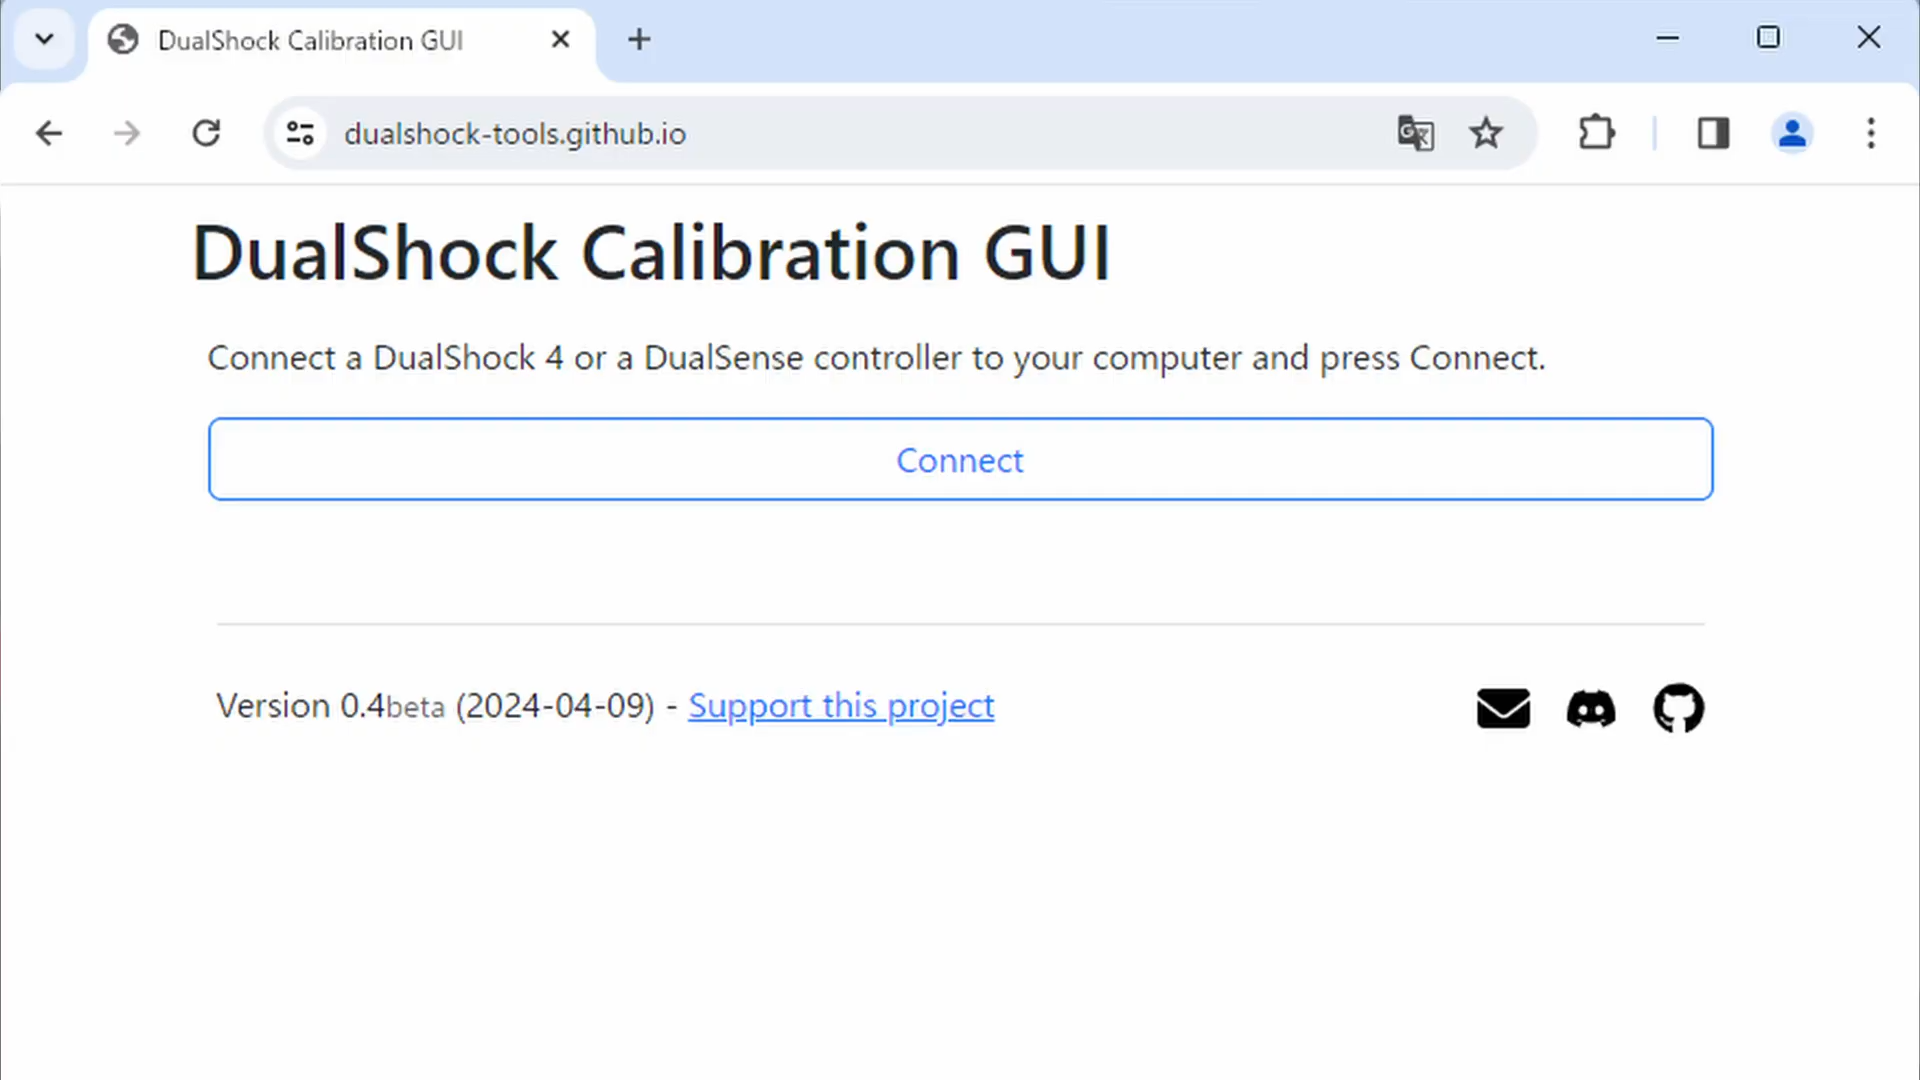 DualShock Calibration GUI
dualshock-tools.github.io
DualShock Calibration GUI
Connect a DualShock 4 or a DualSense controller to your computer and press Connect.
Connect
Version 0.4beta (2024-04-09) - Support this project